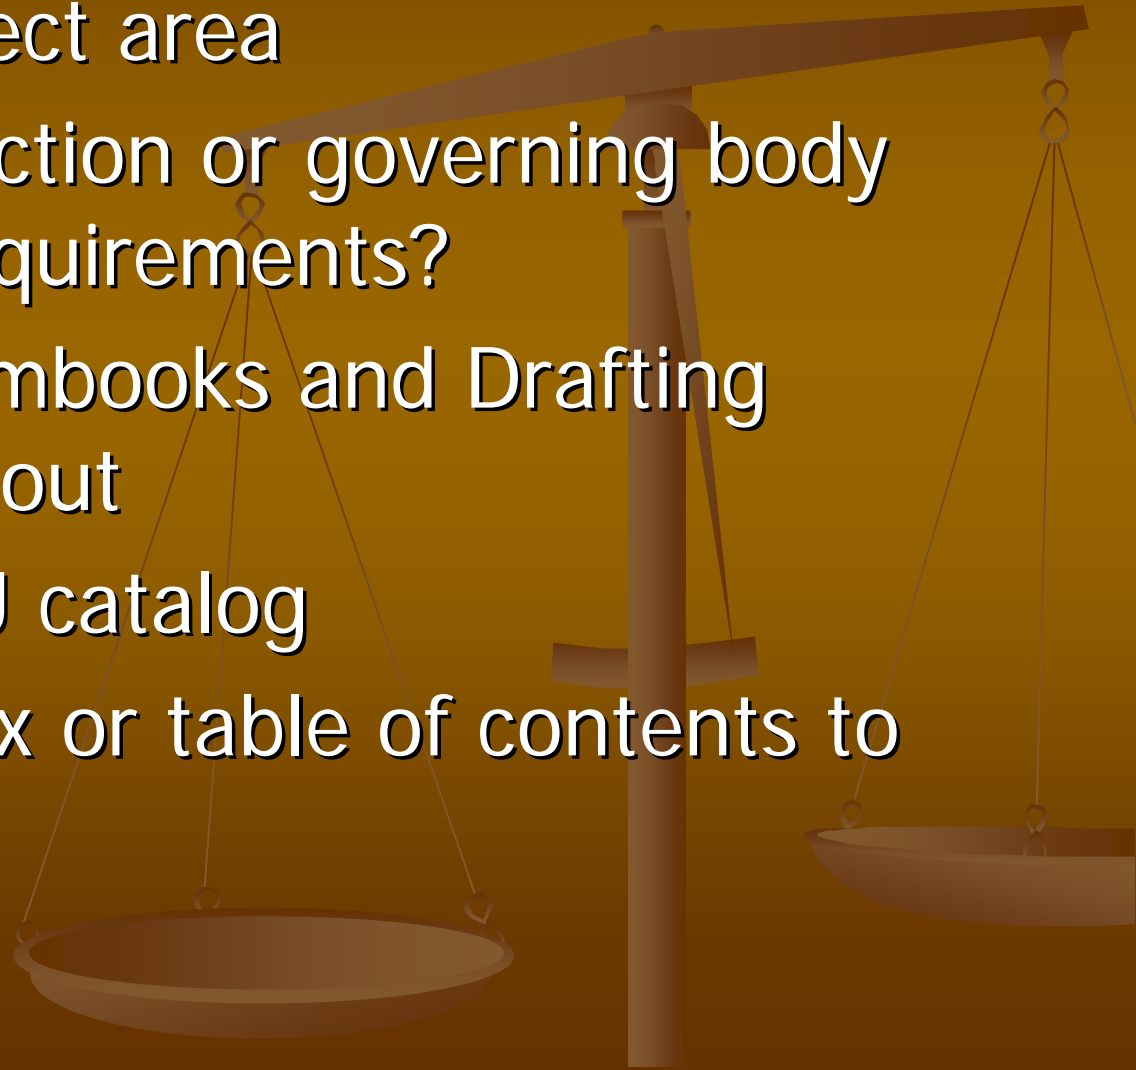 ect area
ction or governing body
quirements?
mbooks and Drafting
out
catalog
x or table of contents to